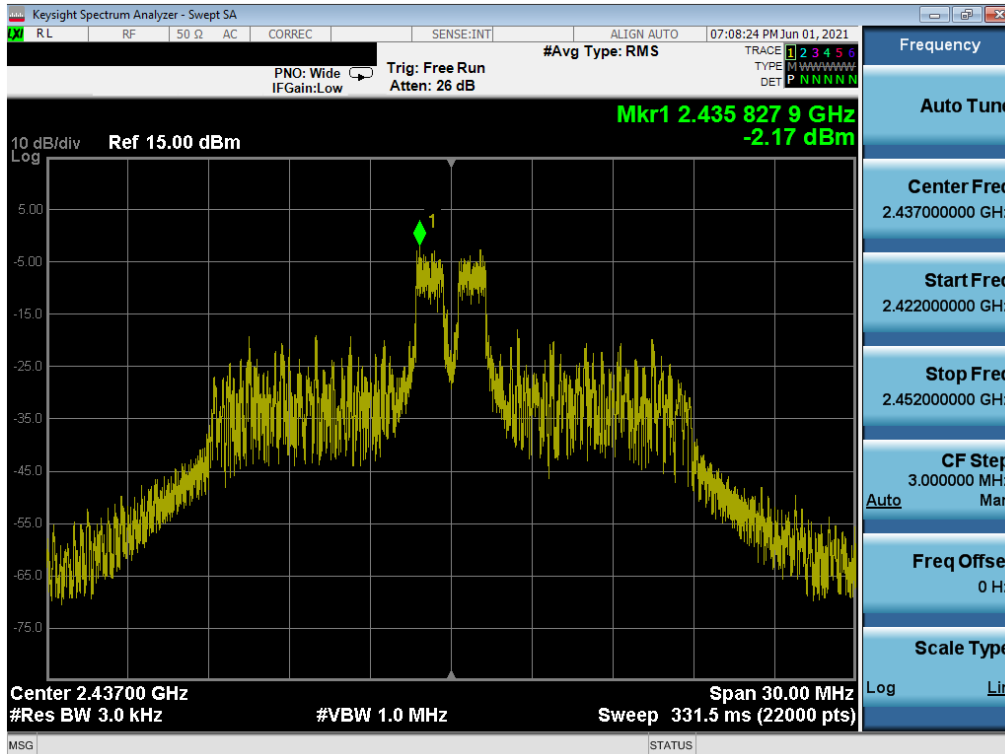 Keysight Spectrum Analyzer - Swept SA
LXI RL RF 50 Ω AC CORREC SENSE:INT ALIGN AUTO 07:08:24 PM Jun 01, 2021
#Avg Type: RMS
TRACE 1 2 3 4 5 6
TYPE M WWWWW
DET P N N N N N
PNO: Wide
IFGain:Low
Trig: Free Run
Atten: 26 dB
Mkr1 2.435 827 9 GHz
-2.17 dBm
10 dB/div
Log
Ref 15.00 dBm
1
5.00
-5.00
-15.0
-25.0
-35.0
-45.0
-55.0
-65.0
-75.0
Center 2.43700 GHz
Span 30.00 MHz
#Res BW 3.0 kHz
#VBW 1.0 MHz
Sweep 331.5 ms (22000 pts)
MSG
STATUS
Frequency
Auto Tun
Center Fre
2.437000000 GH
Start Fre
2.422000000 GH
Stop Fre
2.452000000 GH
CF Ste
3.000000 MH
Auto Ma
Freq Offse
0 H
Scale Typ
Log Li